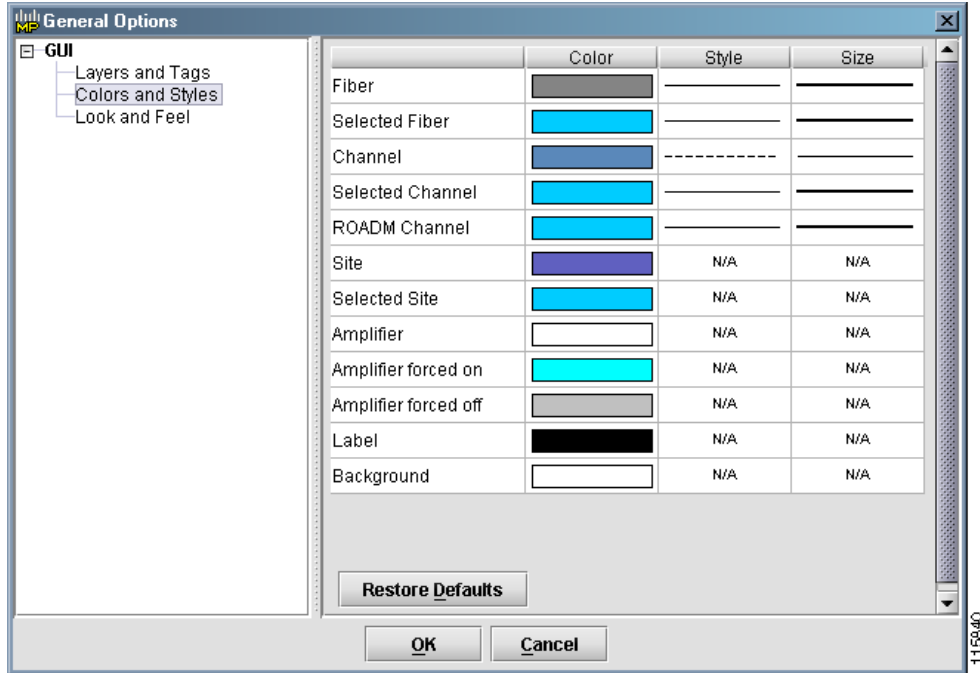 MP General Options
GUI
Layers and Tags
Colors and Styles
Look and Feel
Color Style Size
Fiber
Selected Fiber
Channel
Selected Channel
ROADM Channel
Site N/A N/A
Selected Site N/A N/A
Amplifier N/A N/A
Amplifier forced on N/A N/A
Amplifier forced off N/A N/A
Label N/A N/A
Background N/A N/A
Restore Defaults
OK Cancel
115940